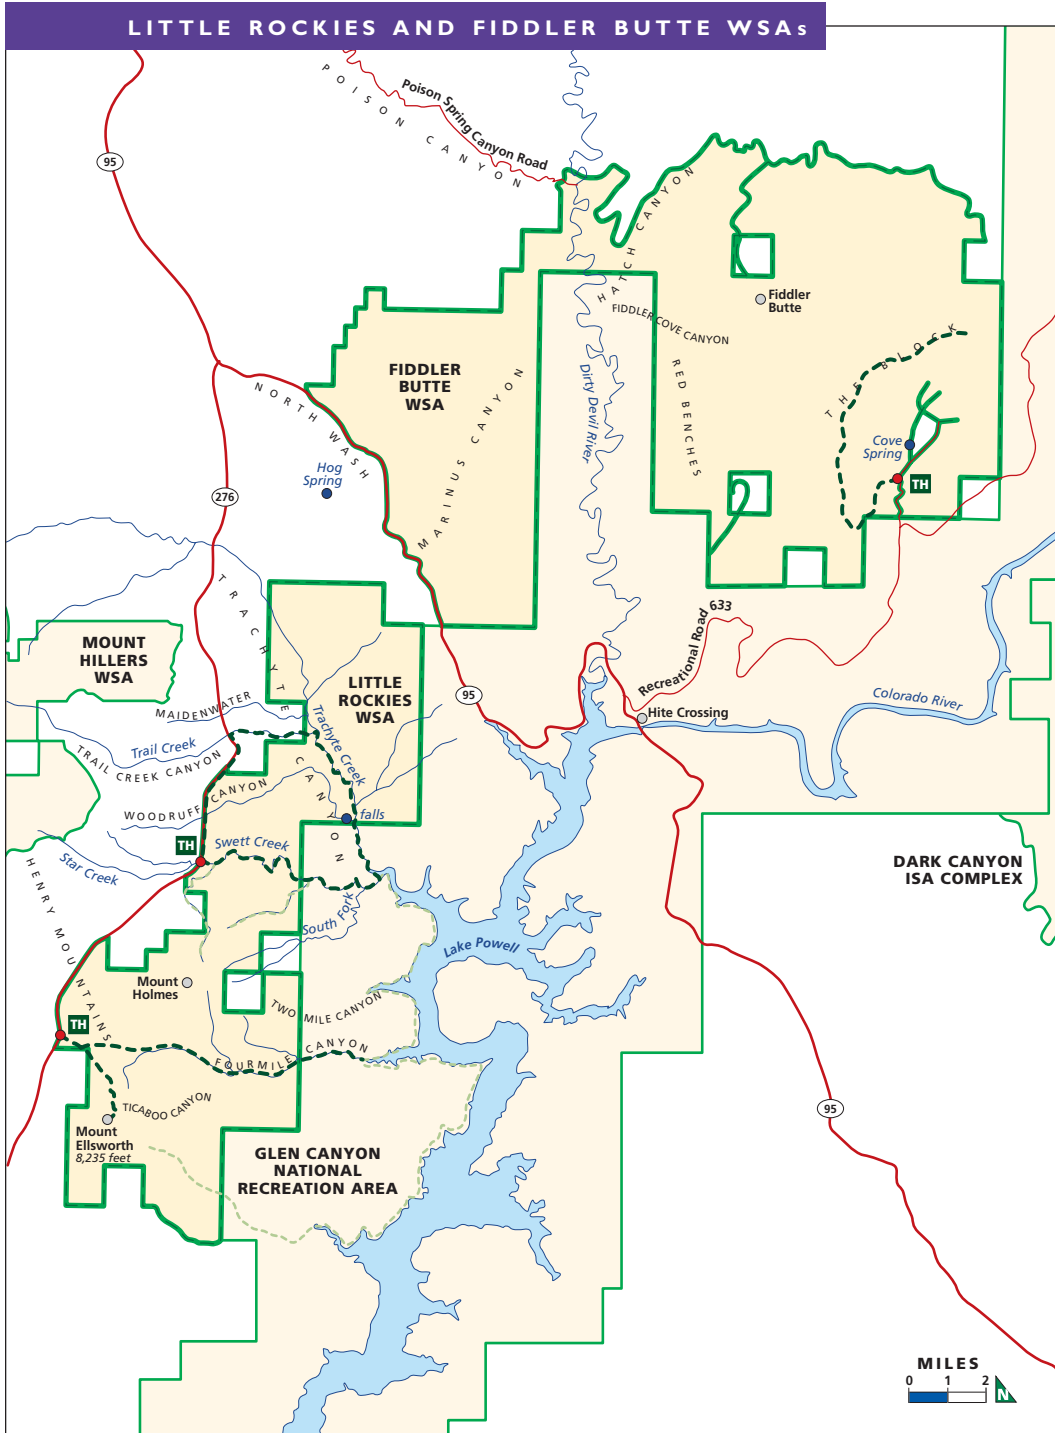 LITTLE ROCKIES AND FIDDLER BUTTE WSAs
POISON CANYON
Poison Spring Canyon Road
95
HATCH CANYON
Fiddler
Butte
FIDDLER COVE CANYON
THE BLOCK
FIDDLER
BUTTE
WSA
Dirty Devil River
RED BENCHES
NORTH WASH
MARINUS CANYON
Cove
Spring
TH
Hog
Spring
276
TRACHYTE CANYON
MOUNT
HILLERS
WSA
LITTLE
ROCKIES
WSA
Recreational Road 633
95
Colorado River
Hite Crossing
MAIDENWATER
Trachyte Creek
Trail Creek
TRAIL CREEK CANYON
WOODRUFF CANYON
falls
TH
Swett Creek
Star Creek
DARK CANYON
ISA COMPLEX
HENRY MOUNTAINS
South Fork
Lake Powell
Mount
Holmes
TWO MILE CANYON
TH
FOURMILE CANYON
TICABOO CANYON
95
Mount
Ellsworth
8,235 feet
GLEN CANYON
NATIONAL
RECREATION AREA
MILES
0 1 2
N